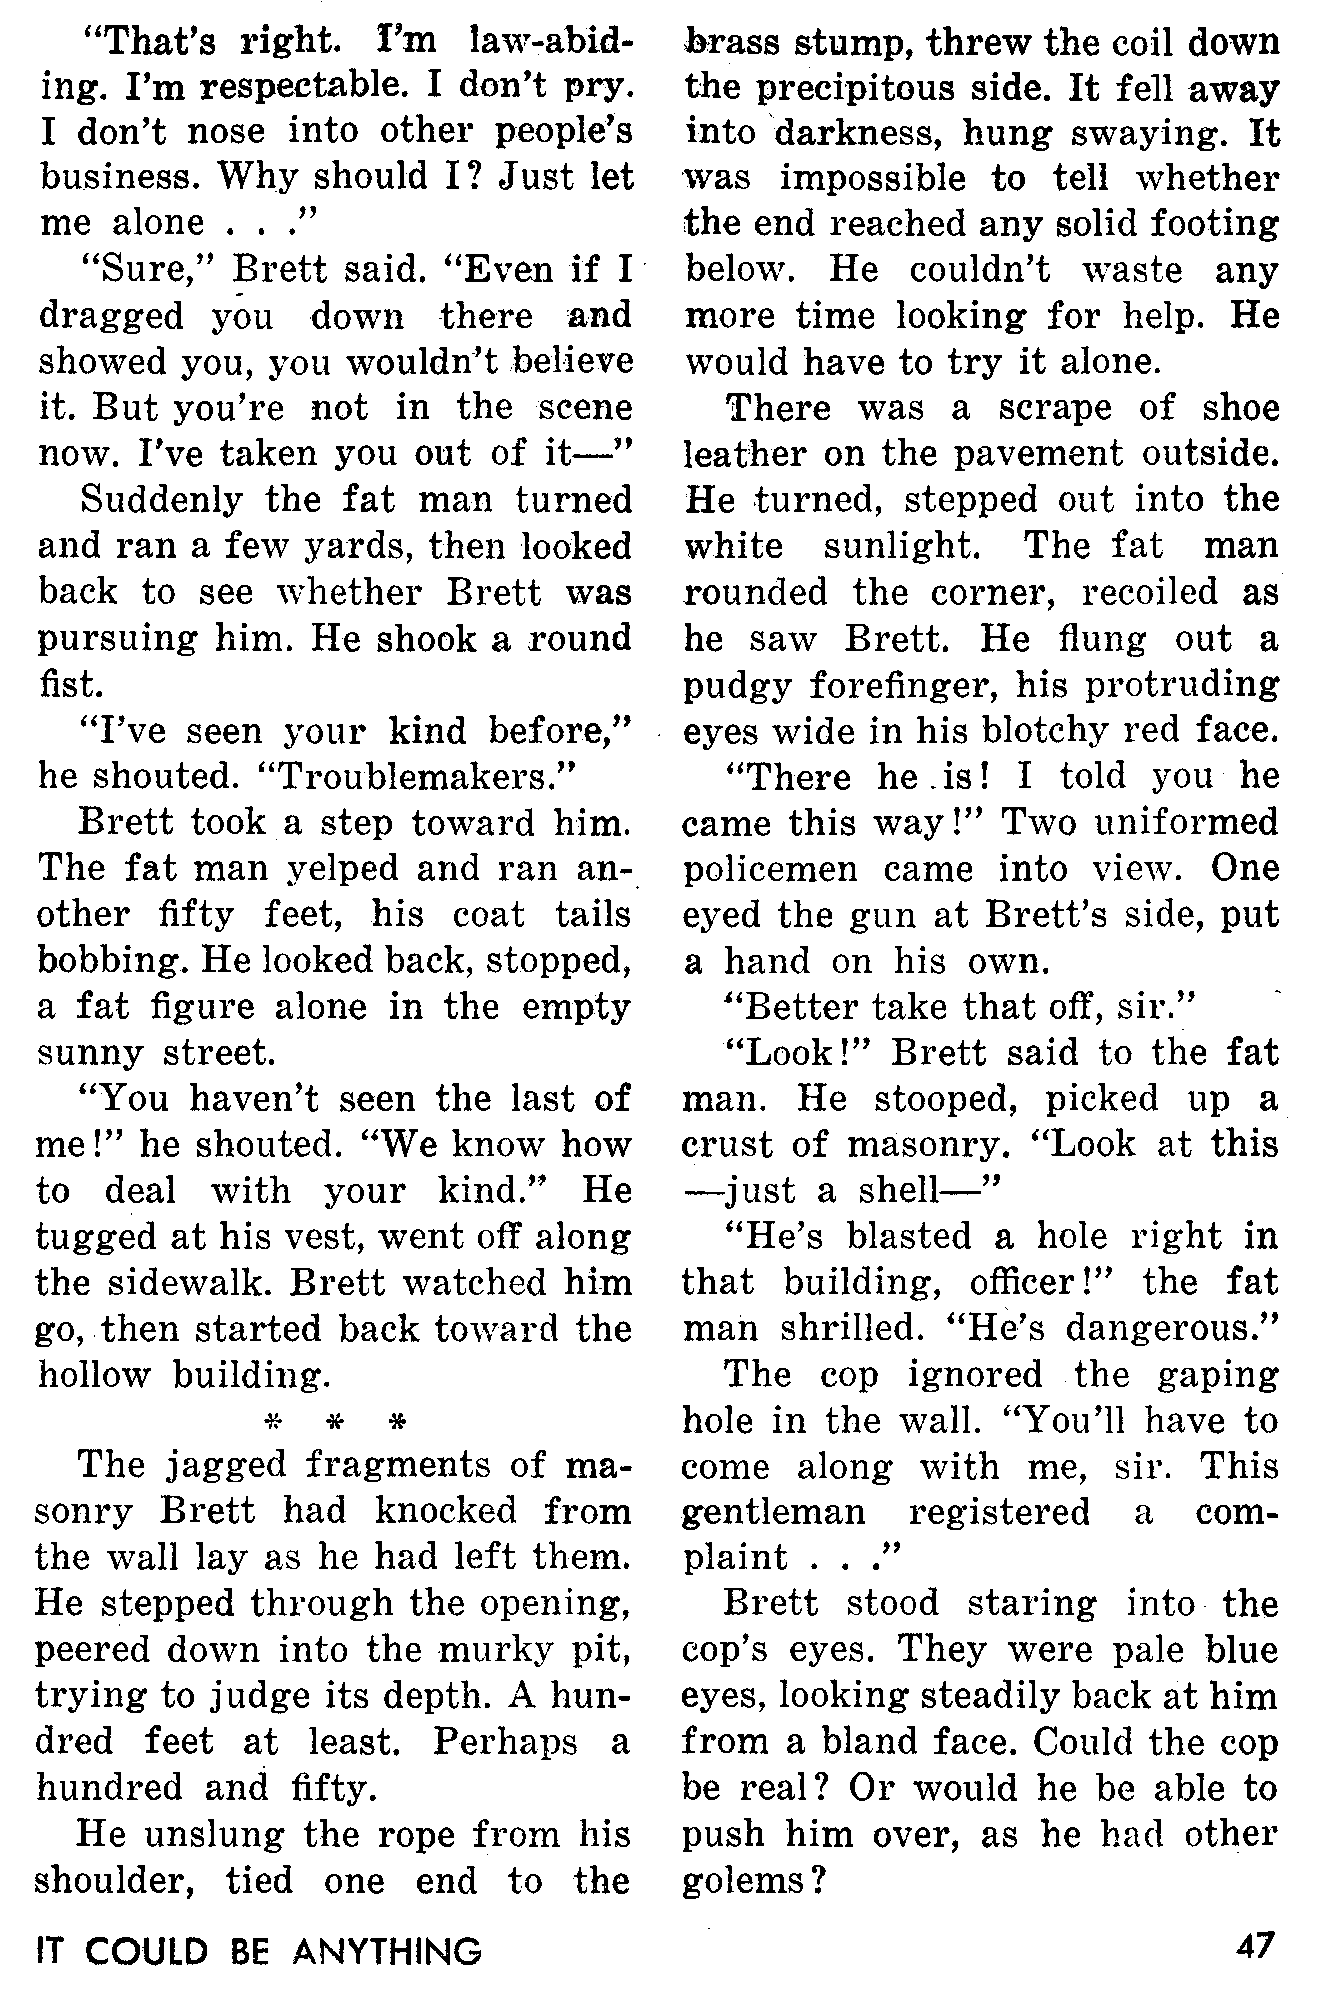 “That’s right. I’m law-abid-
ing. I’m respectable. I don’t pry.
I don’t nose into other people’s
business. Why should I? Just let
me alone . . .”
“Sure,” Brett said. “Even if I
dragged you down there and
showed you, you wouldn’t believe
it. But you’re not in the scene
now. I’ve taken you out of it—”
Suddenly the fat man turned
and ran a few yards, then looked
back to see whether Brett was
pursuing him. He shook a round
fist.
“I’ve seen your kind before,”
he shouted. “Troublemakers.”
Brett took a step toward him.
The fat man yelped and ran an-
other fifty feet, his coat tails
bobbing. He looked back, stopped,
a fat figure alone in the empty
sunny street.
“You haven’t seen the last of
me!” he shouted. “We know how
to deal with your kind.” He
tugged at his vest, went off along
the sidewalk. Brett watched him
go, then started back toward the
hollow building.
* * *
The jagged fragments of ma-
sonry Brett had knocked from
the wall lay as he had left them.
He stepped through the opening,
peered down into the murky pit,
trying to judge its depth. A hun-
dred feet at least. Perhaps a
hundred and fifty.
He unslung the rope from his
shoulder, tied one end to the
brass stump, threw the coil down
the precipitous side. It fell away
into darkness, hung swaying. It
was impossible to tell whether
the end reached any solid footing
below. He couldn’t waste any
more time looking for help. He
would have to try it alone.
There was a scrape of shoe
leather on the pavement outside.
He turned, stepped out into the
white sunlight. The fat man
rounded the corner, recoiled as
he saw Brett. He flung out a
pudgy forefinger, his protruding
eyes wide in his blotchy red face.
“There he is! I told you he
came this way!” Two uniformed
policemen came into view. One
eyed the gun at Brett’s side, put
a hand on his own.
“Better take that off, sir.”
“Look!” Brett said to the fat
man. He stooped, picked up a
crust of masonry. “Look at this
—just a shell—”
“He’s blasted a hole right in
that building, officer!” the fat
man shrilled. “He’s dangerous.”
The cop ignored the gaping
hole in the wall. “You’ll have to
come along with me, sir. This
gentleman registered a com-
plaint . . .”
Brett stood staring into the
cop’s eyes. They were pale blue
eyes, looking steadily back at him
from a bland face. Could the cop
be real? Or would he be able to
push him over, as he had other
golems?
IT COULD BE ANYTHING
47